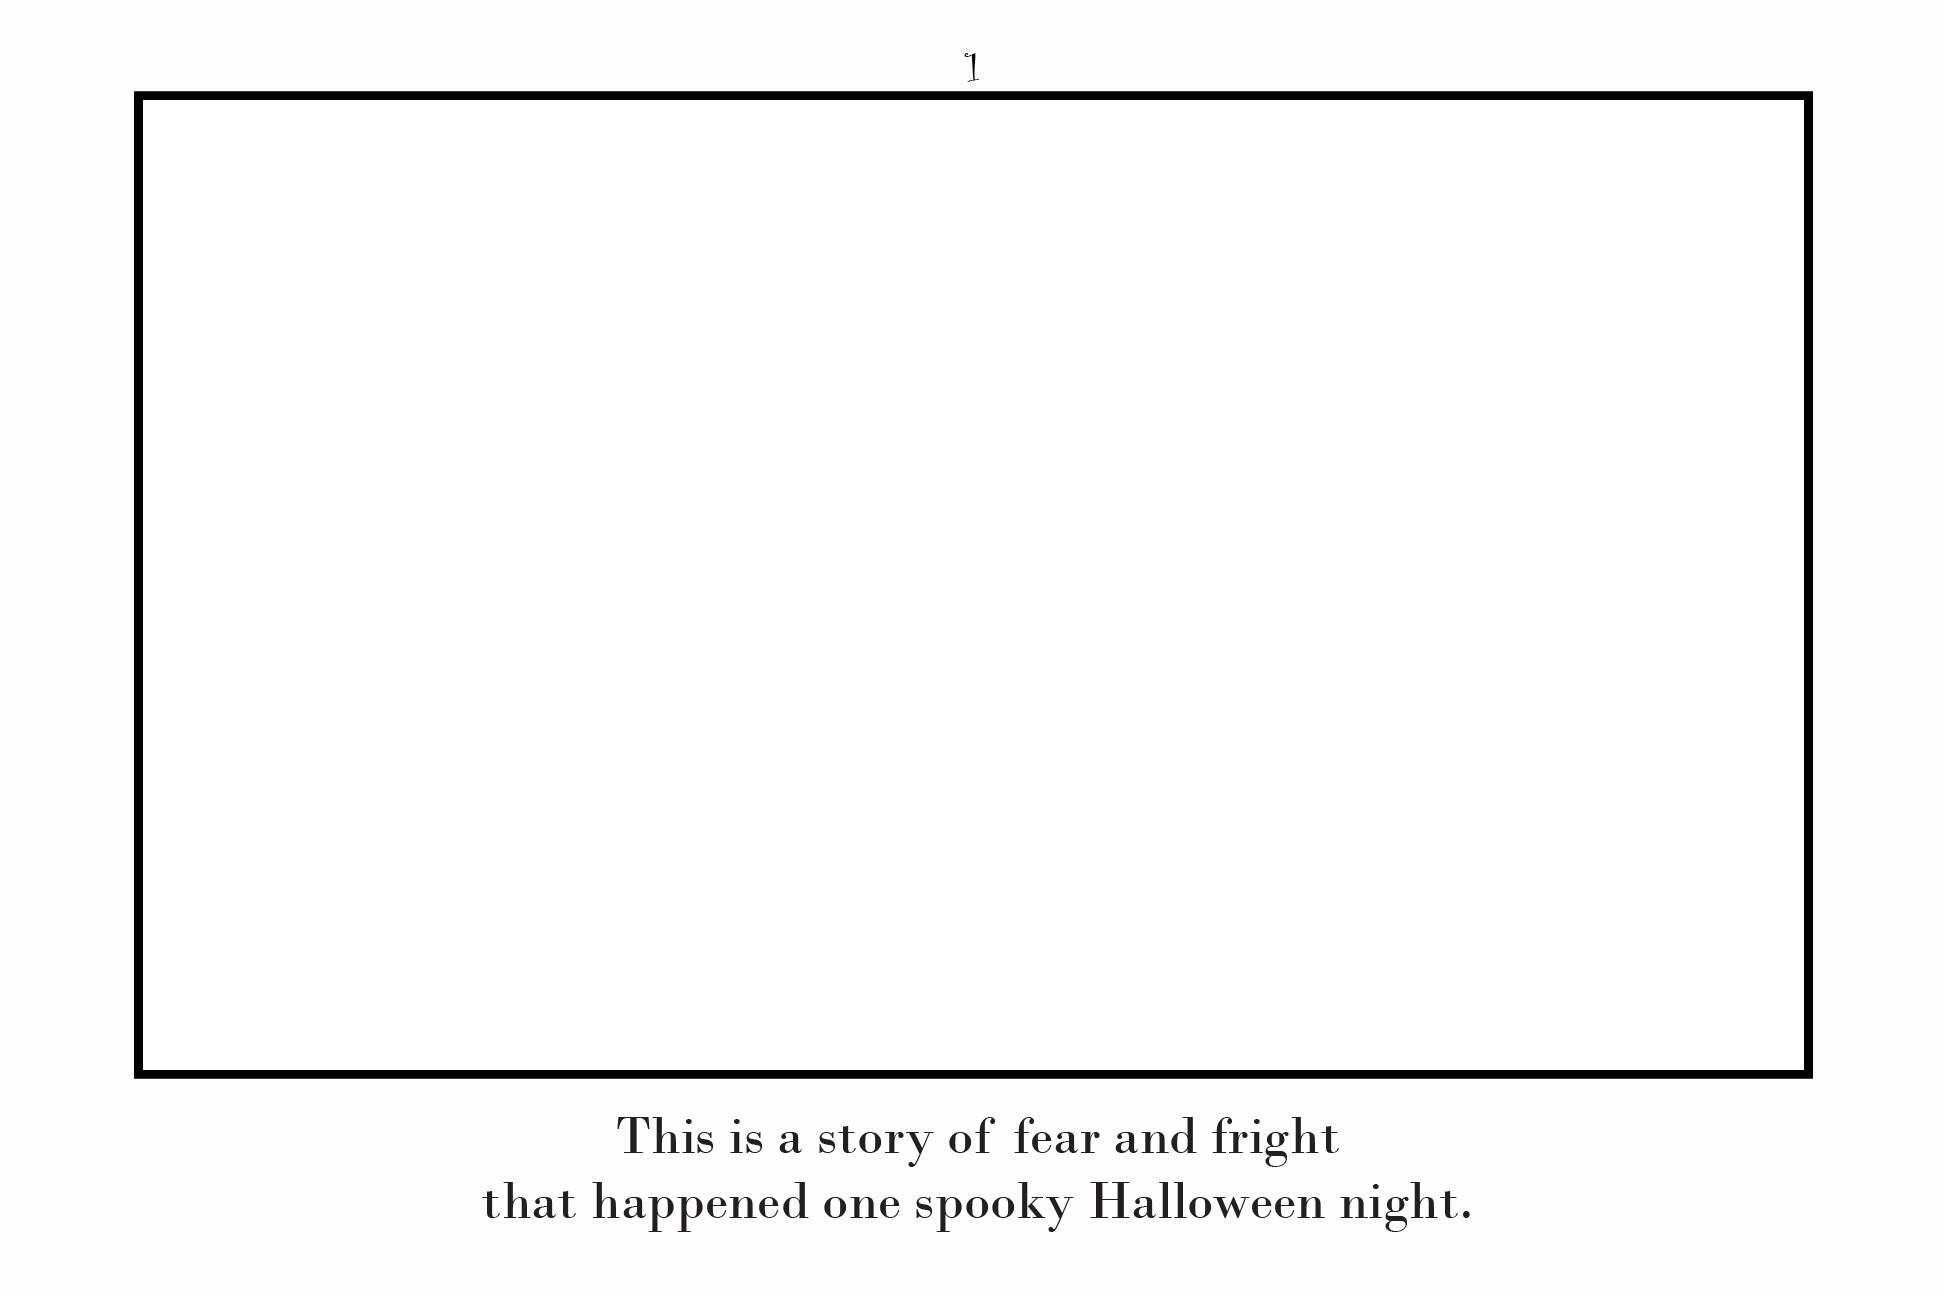 1
This is a story of fear and fright
that happened one spooky Halloween night.